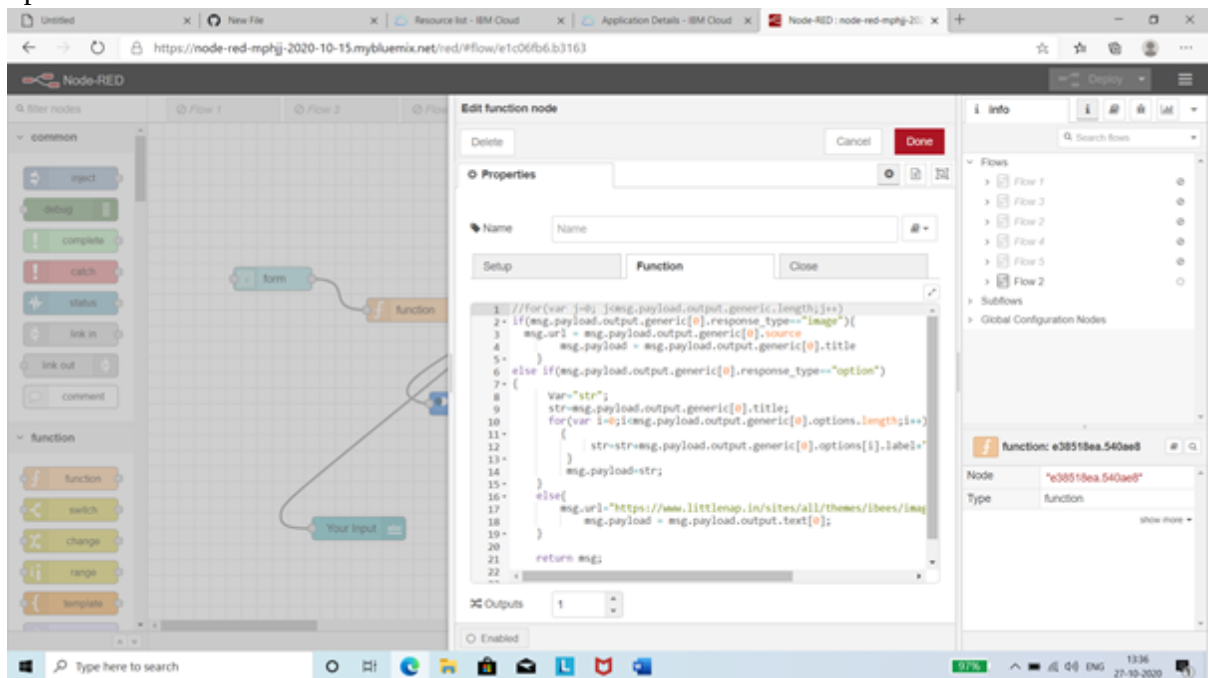 Untitled
New File
Resource list - IBM Cloud
Application Details - IBM Cloud
Node-RED : node-red-mphjj-202
https://node-red-mphjj-2020-10-15.mybluemix.net/red/#flow/e1c06fb6.b3163
Node-RED
Deploy
filter nodes
Flow 1
Flow 3
Flow
common
inject
debug
complete
catch
status
link in
link out
comment
function
function
switch
change
range
template
form
function
Your Input
Edit function node
Delete
Cancel
Done
Properties
Name
Name
Setup
Function
Close
1 //for(var j=0; j<msg.payload.output.generic.length;j++)
2 if(msg.payload.output.generic[0].response_type=="image"){
3 msg.url = msg.payload.output.generic[0].source
4 msg.payload = msg.payload.output.generic[0].title
5 }
6 else if(msg.payload.output.generic[0].response_type=="option")
7 {
8 Var="str";
9 str=msg.payload.output.generic[0].title;
10 for(var i=0;i<msg.payload.output.generic[0].options.length;i++)
11 {
12 str=str+msg.payload.output.generic[0].options[i].label+"
13 }
14 msg.payload=str;
15 }
16 else{
17 msg.url="https://www.littlenap.in/sites/all/themes/ibees/imag
18 msg.payload = msg.payload.output.text[0];
19 }
20
21 return msg;
22
Outputs
1
Enabled
i info
Search flows
Flows
Flow 1
Flow 3
Flow 2
Flow 4
Flow 5
Flow 2
Subflows
Global Configuration Nodes
function: e38518ea.540ae8
Node "e38518ea.540ae8"
Type function
show more
Type here to search
97%
ENG
13:36
27-10-2020